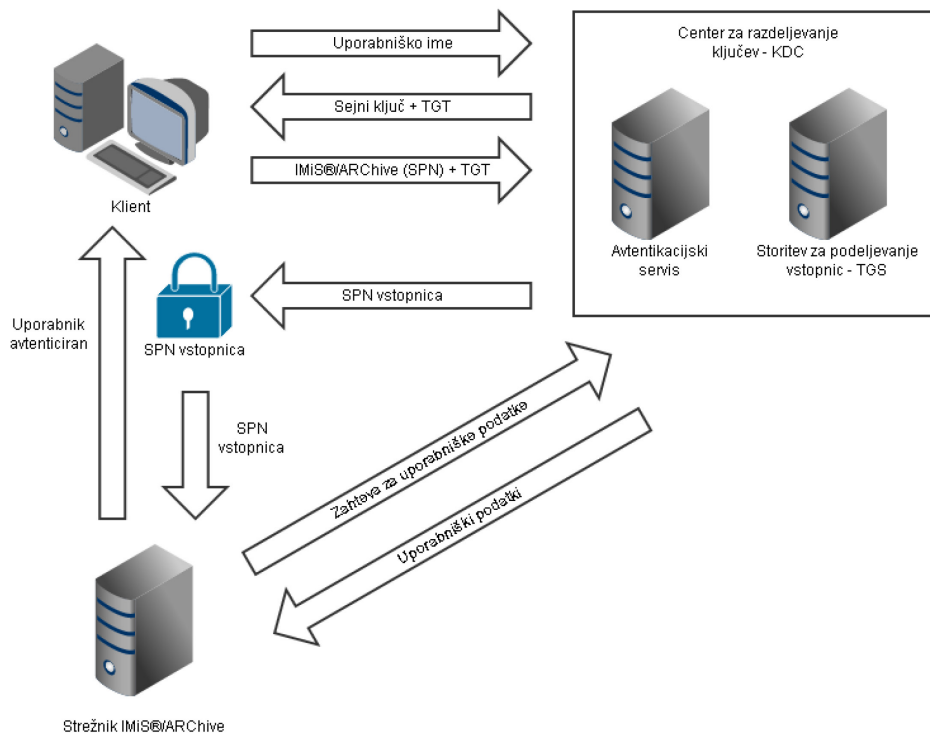 Uporabniško ime
Center za razdeljevanje
ključev - KDC
Sejni ključ + TGT
IMiS®/ARChive (SPN) + TGT
Klient
Avtentikacijski
servis
Storitev za podeljevanje
vstopnic - TGS
SPN vstopnica
Uporabnik
avtenticiran
SPN vstopnica
SPN
vstopnica
Zahteva za uporabniške podatke
Uporabniški podatki
Strežnik IMiS®/ARChive